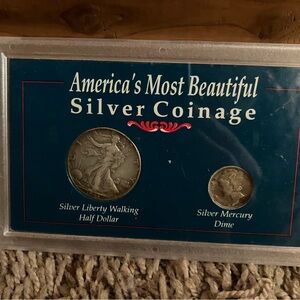 America's Most Beautiful
Silver Coinage
Silver Liberty Walking
Half Dollar
Silver Mercury
Dime